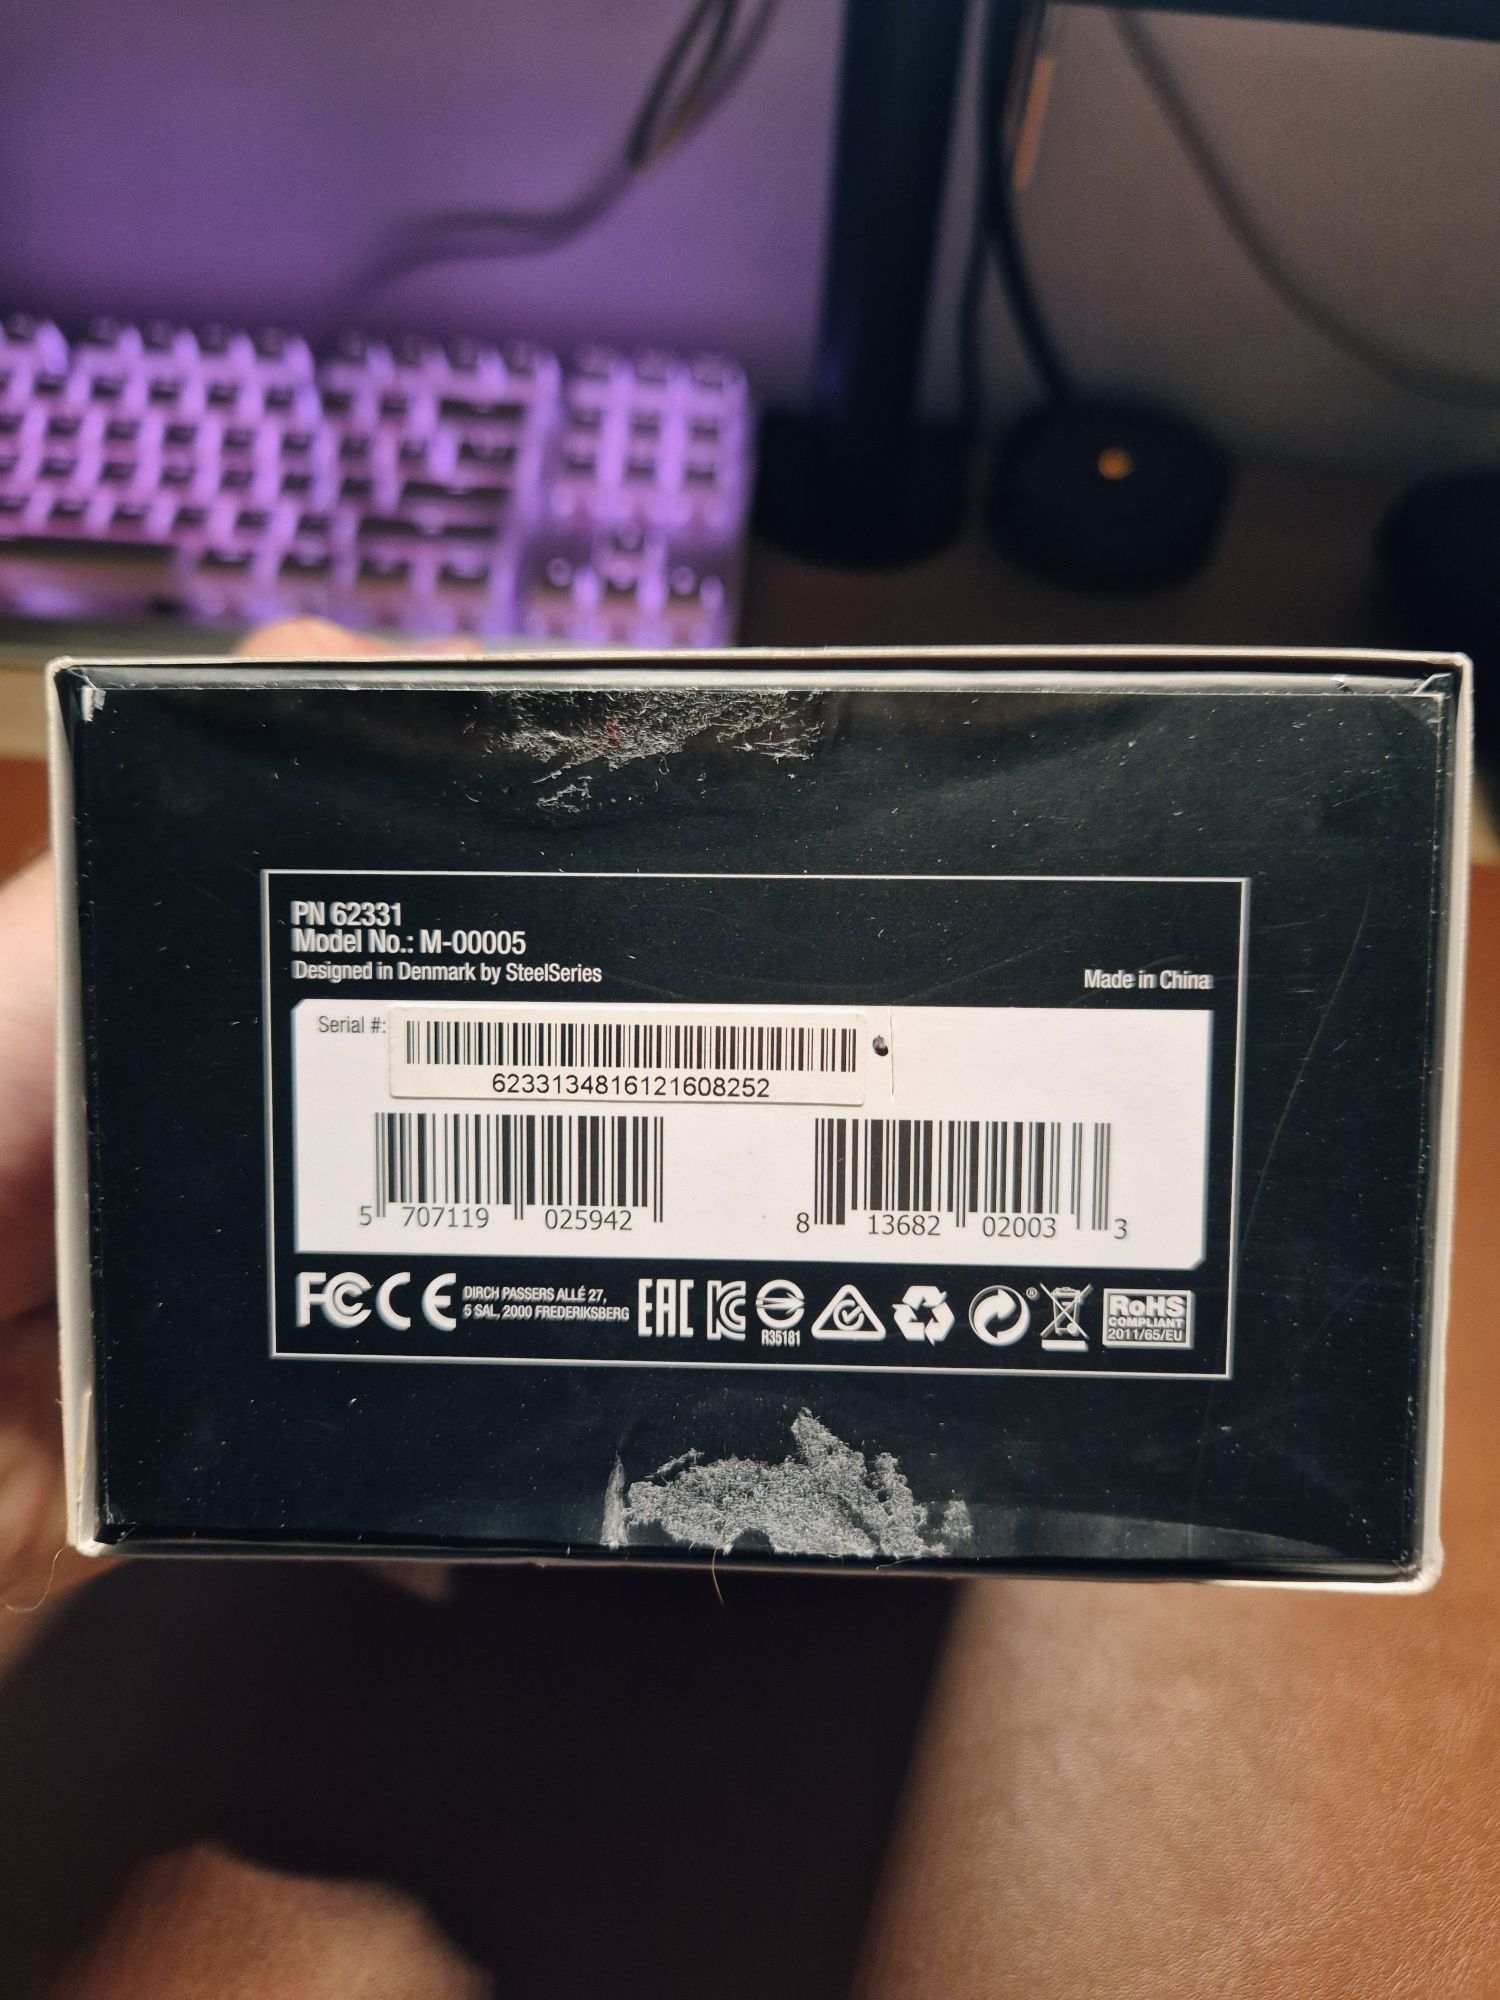 PN 62331
Model No.: M-00005
Designed in Denmark by SteelSeries
Made in China
Serial #:
6233134816121608252
5 707119 025942
8 13682 02003 3
FC CE DIRCH PASSERS ALLÉ 27,
5 SAL, 2000 FREDERIKSBERG
EAC
R35181
®
RoHS
COMPLIANT
2011/65/EU